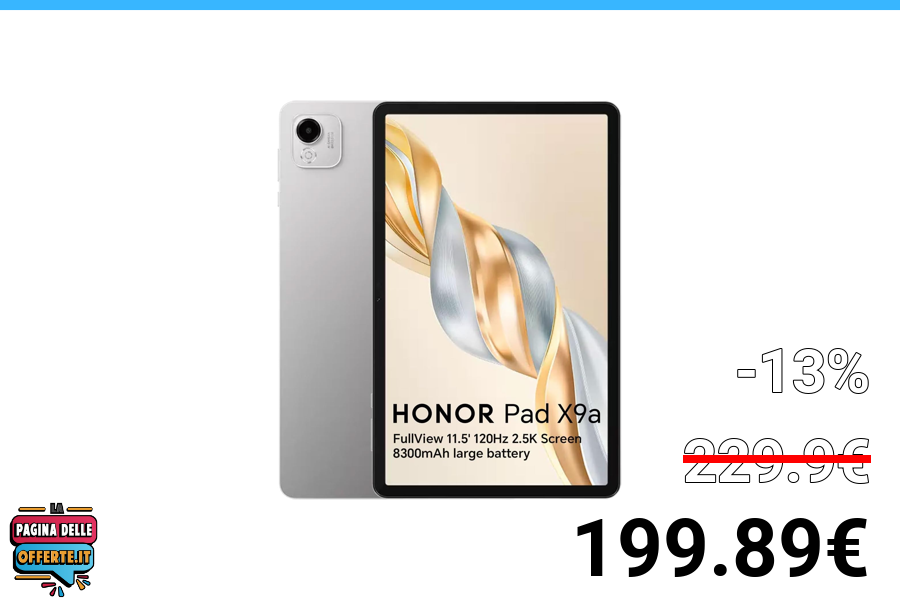 HONOR Pad X9a
FullView 11.5' 120Hz 2.5K Screen
8300mAh large battery
-13%
229.9€
199.89€
LA
PAGINA DELLE
OFFERTE.IT